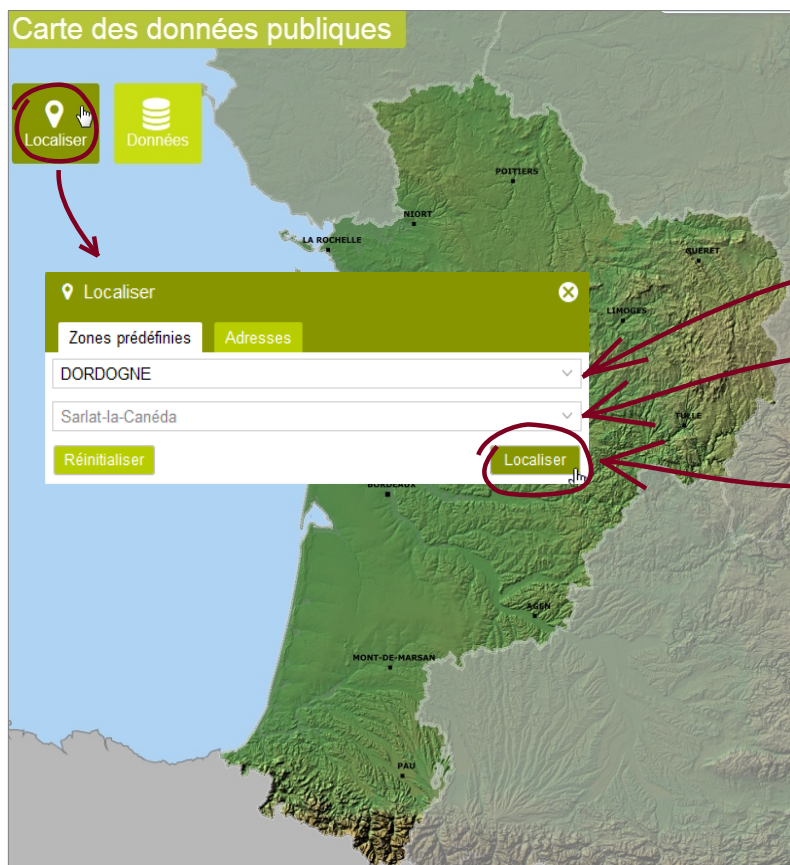 Carte des données publiques
Localiser
Données
POITIERS
NIORT
LA ROCHELLE
GUERET
Localiser
LIMOGES
Zones prédéfinies
Adresses
DORDOGNE
Sarlat-la-Canéda
TULLE
Réinitialiser
Localiser
BORDEAUX
AGEN
MONT-DE-MARSAN
PAU